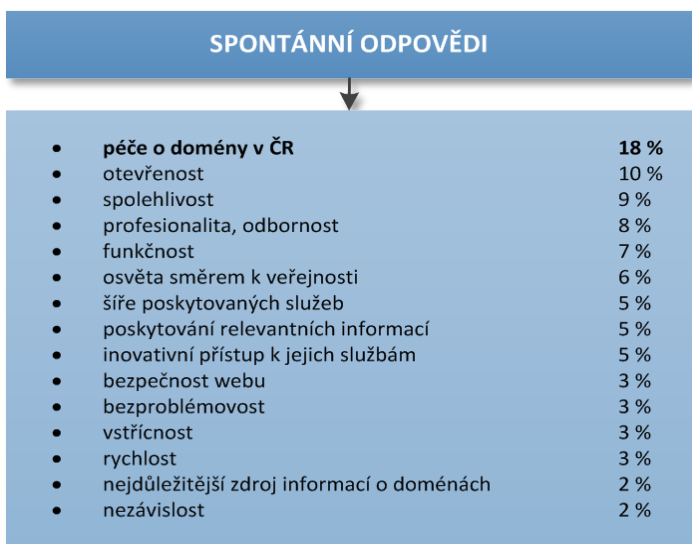 SPONTÁNNÍ ODPOVĚDI
• péče o domény v ČR 18 %
• otevřenost 10 %
• spolehlivost 9 %
• profesionalita, odbornost 8 %
• funkčnost 7 %
• osvěta směrem k veřejnosti 6 %
• šíře poskytovaných služeb 5 %
• poskytování relevantních informací 5 %
• inovativní přístup k jejich službám 5 %
• bezpečnost webu 3 %
• bezproblémovost 3 %
• vstřícnost 3 %
• rychlost 3 %
• nejdůležitější zdroj informací o doménách 2 %
• nezávislost 2 %